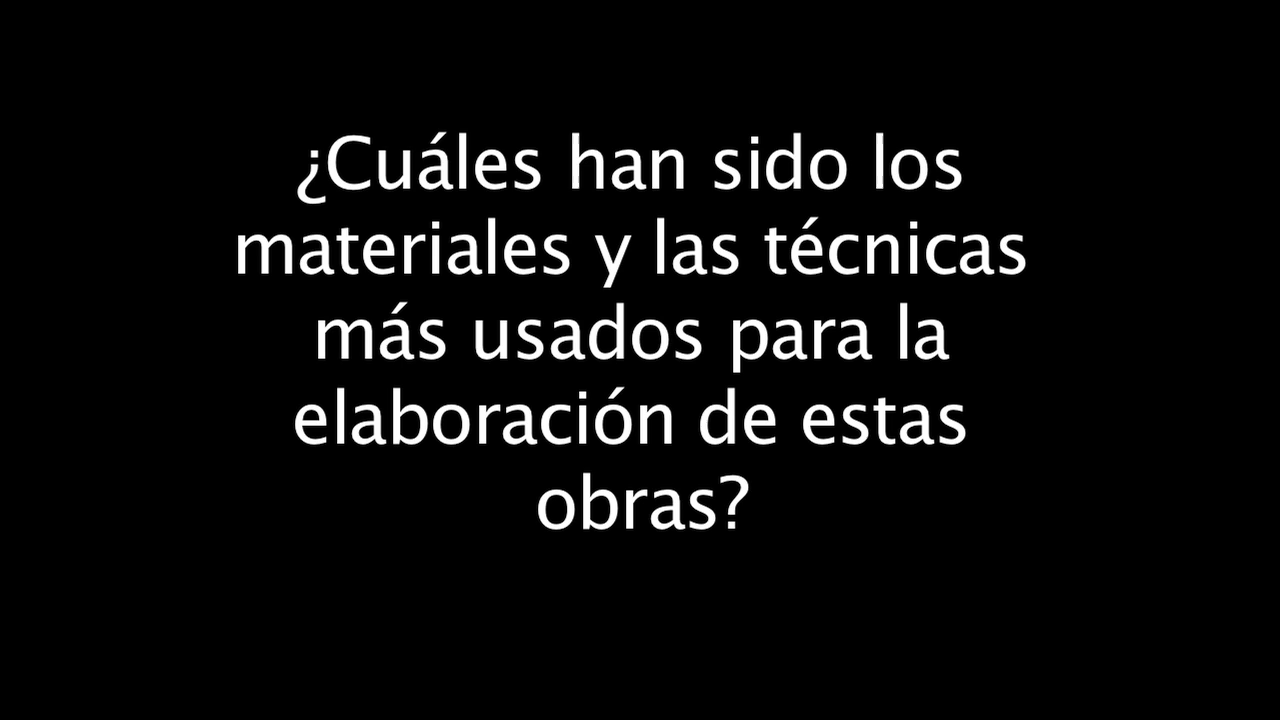 ¿Cuáles han sido los
materiales y las técnicas
más usados para la
elaboración de estas
obras?